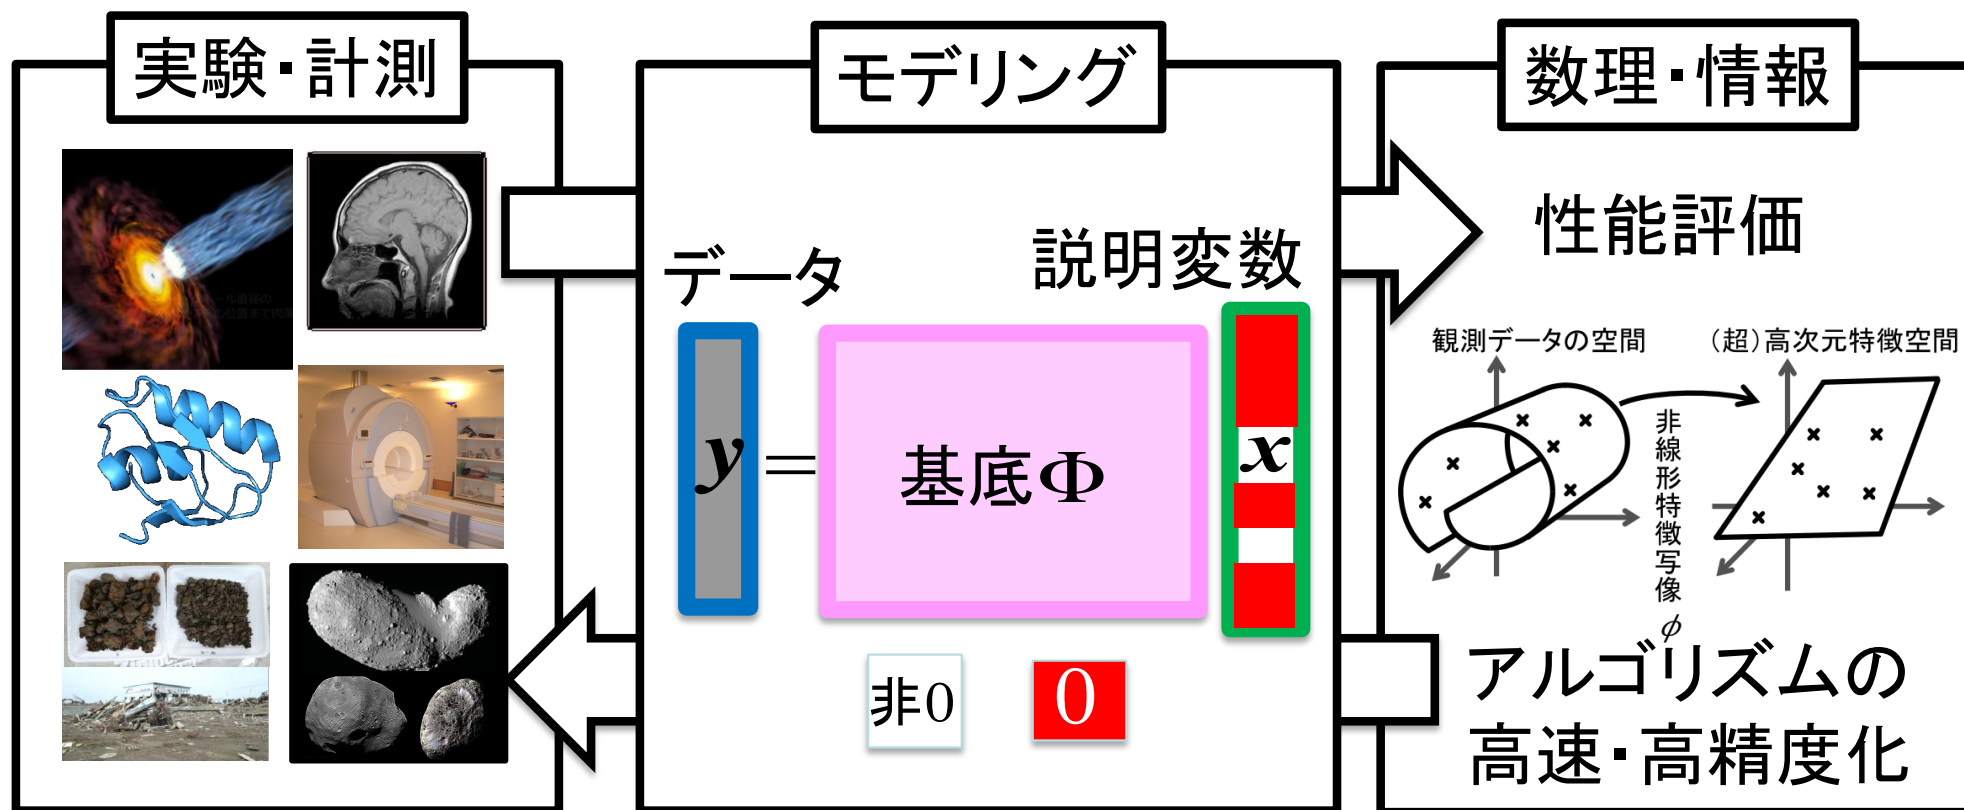 実験・計測
モデリング
数理・情報
データ
説明変数
y
=
基底Φ
x
非0
0
性能評価
観測データの空間
(超)高次元特徴空間
非線形特徴写像 φ
アルゴリズムの
高速・高精度化